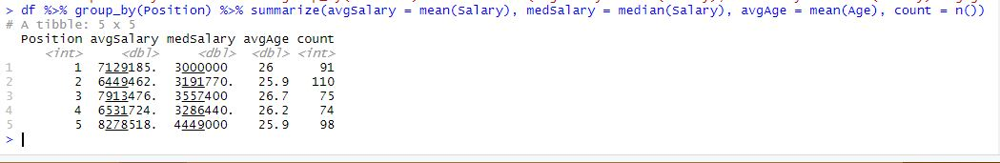 > df %>% group_by(Position) %>% summarize(avgSalary = mean(Salary), medSalary = median(Salary), avgAge = mean(Age), count = n())
# A tibble: 5 x 5
Position avgSalary medSalary avgAge count
<int> <dbl> <dbl> <dbl> <int>
1 1 7129185. 3000000 26 91
2 2 6449462. 3191770. 25.9 110
3 3 7913476. 3557400 26.7 75
4 4 6531724. 3286440. 26.2 74
5 5 8278518. 4449000 25.9 98
>